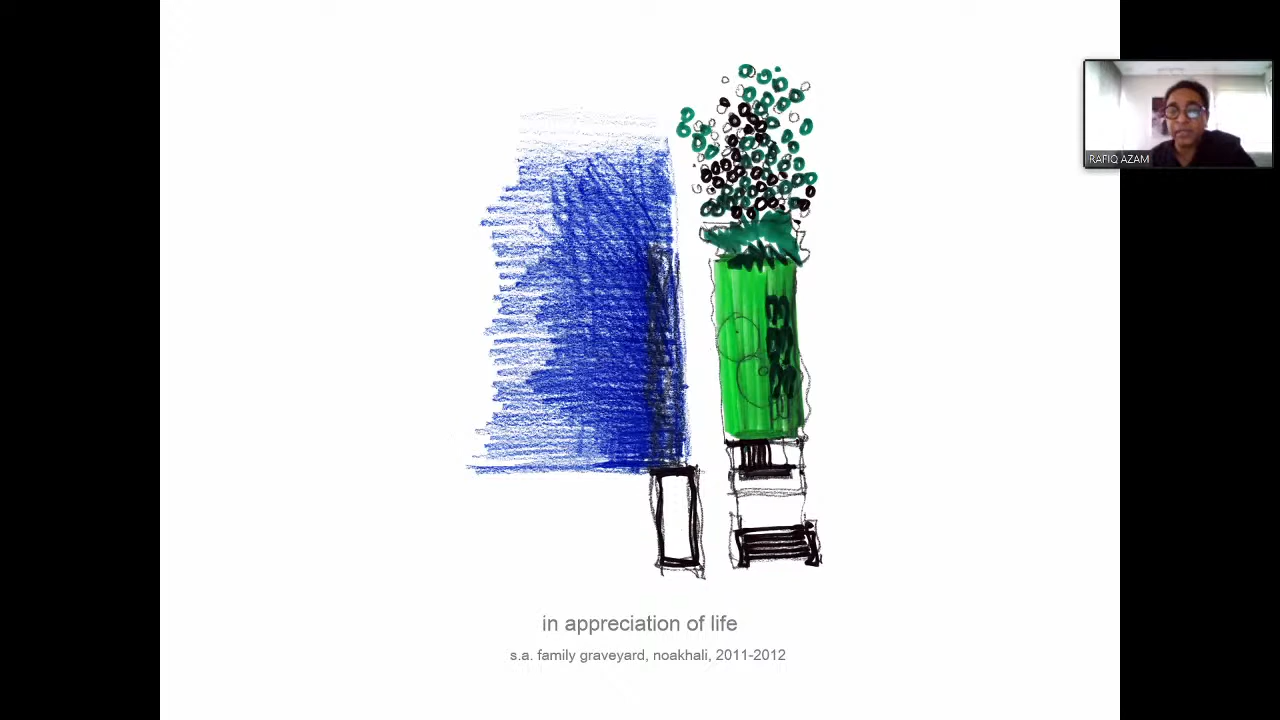 RAFIQ AZAM
in appreciation of life
s.a. family graveyard, noakhali, 2011-2012